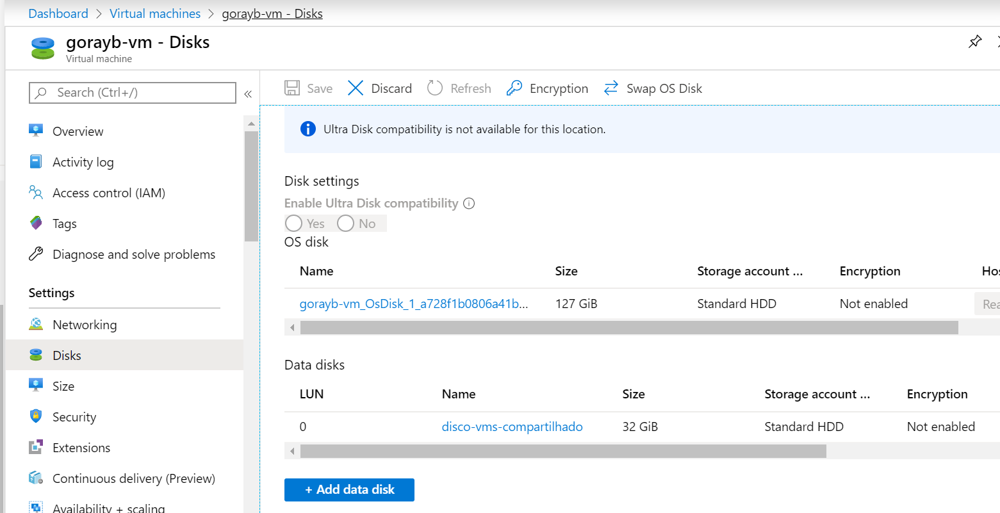 Dashboard > Virtual machines > gorayb-vm - Disks
gorayb-vm - Disks
Virtual machine
Search (Ctrl+/)
«
Save Discard Refresh Encryption Swap OS Disk
Overview
Activity log
Access control (IAM)
Tags
Diagnose and solve problems
Settings
Networking
Disks
Size
Security
Extensions
Continuous delivery (Preview)
Availability + scaling
Ultra Disk compatibility is not available for this location.
Disk settings
Enable Ultra Disk compatibility
Yes No
OS disk
Name Size Storage account ... Encryption Hos
gorayb-vm_OsDisk_1_a728f1b0806a41b... 127 GiB Standard HDD Not enabled Rea
Data disks
LUN Name Size Storage account ... Encryption
0 disco-vms-compartilhado 32 GiB Standard HDD Not enabled
+ Add data disk